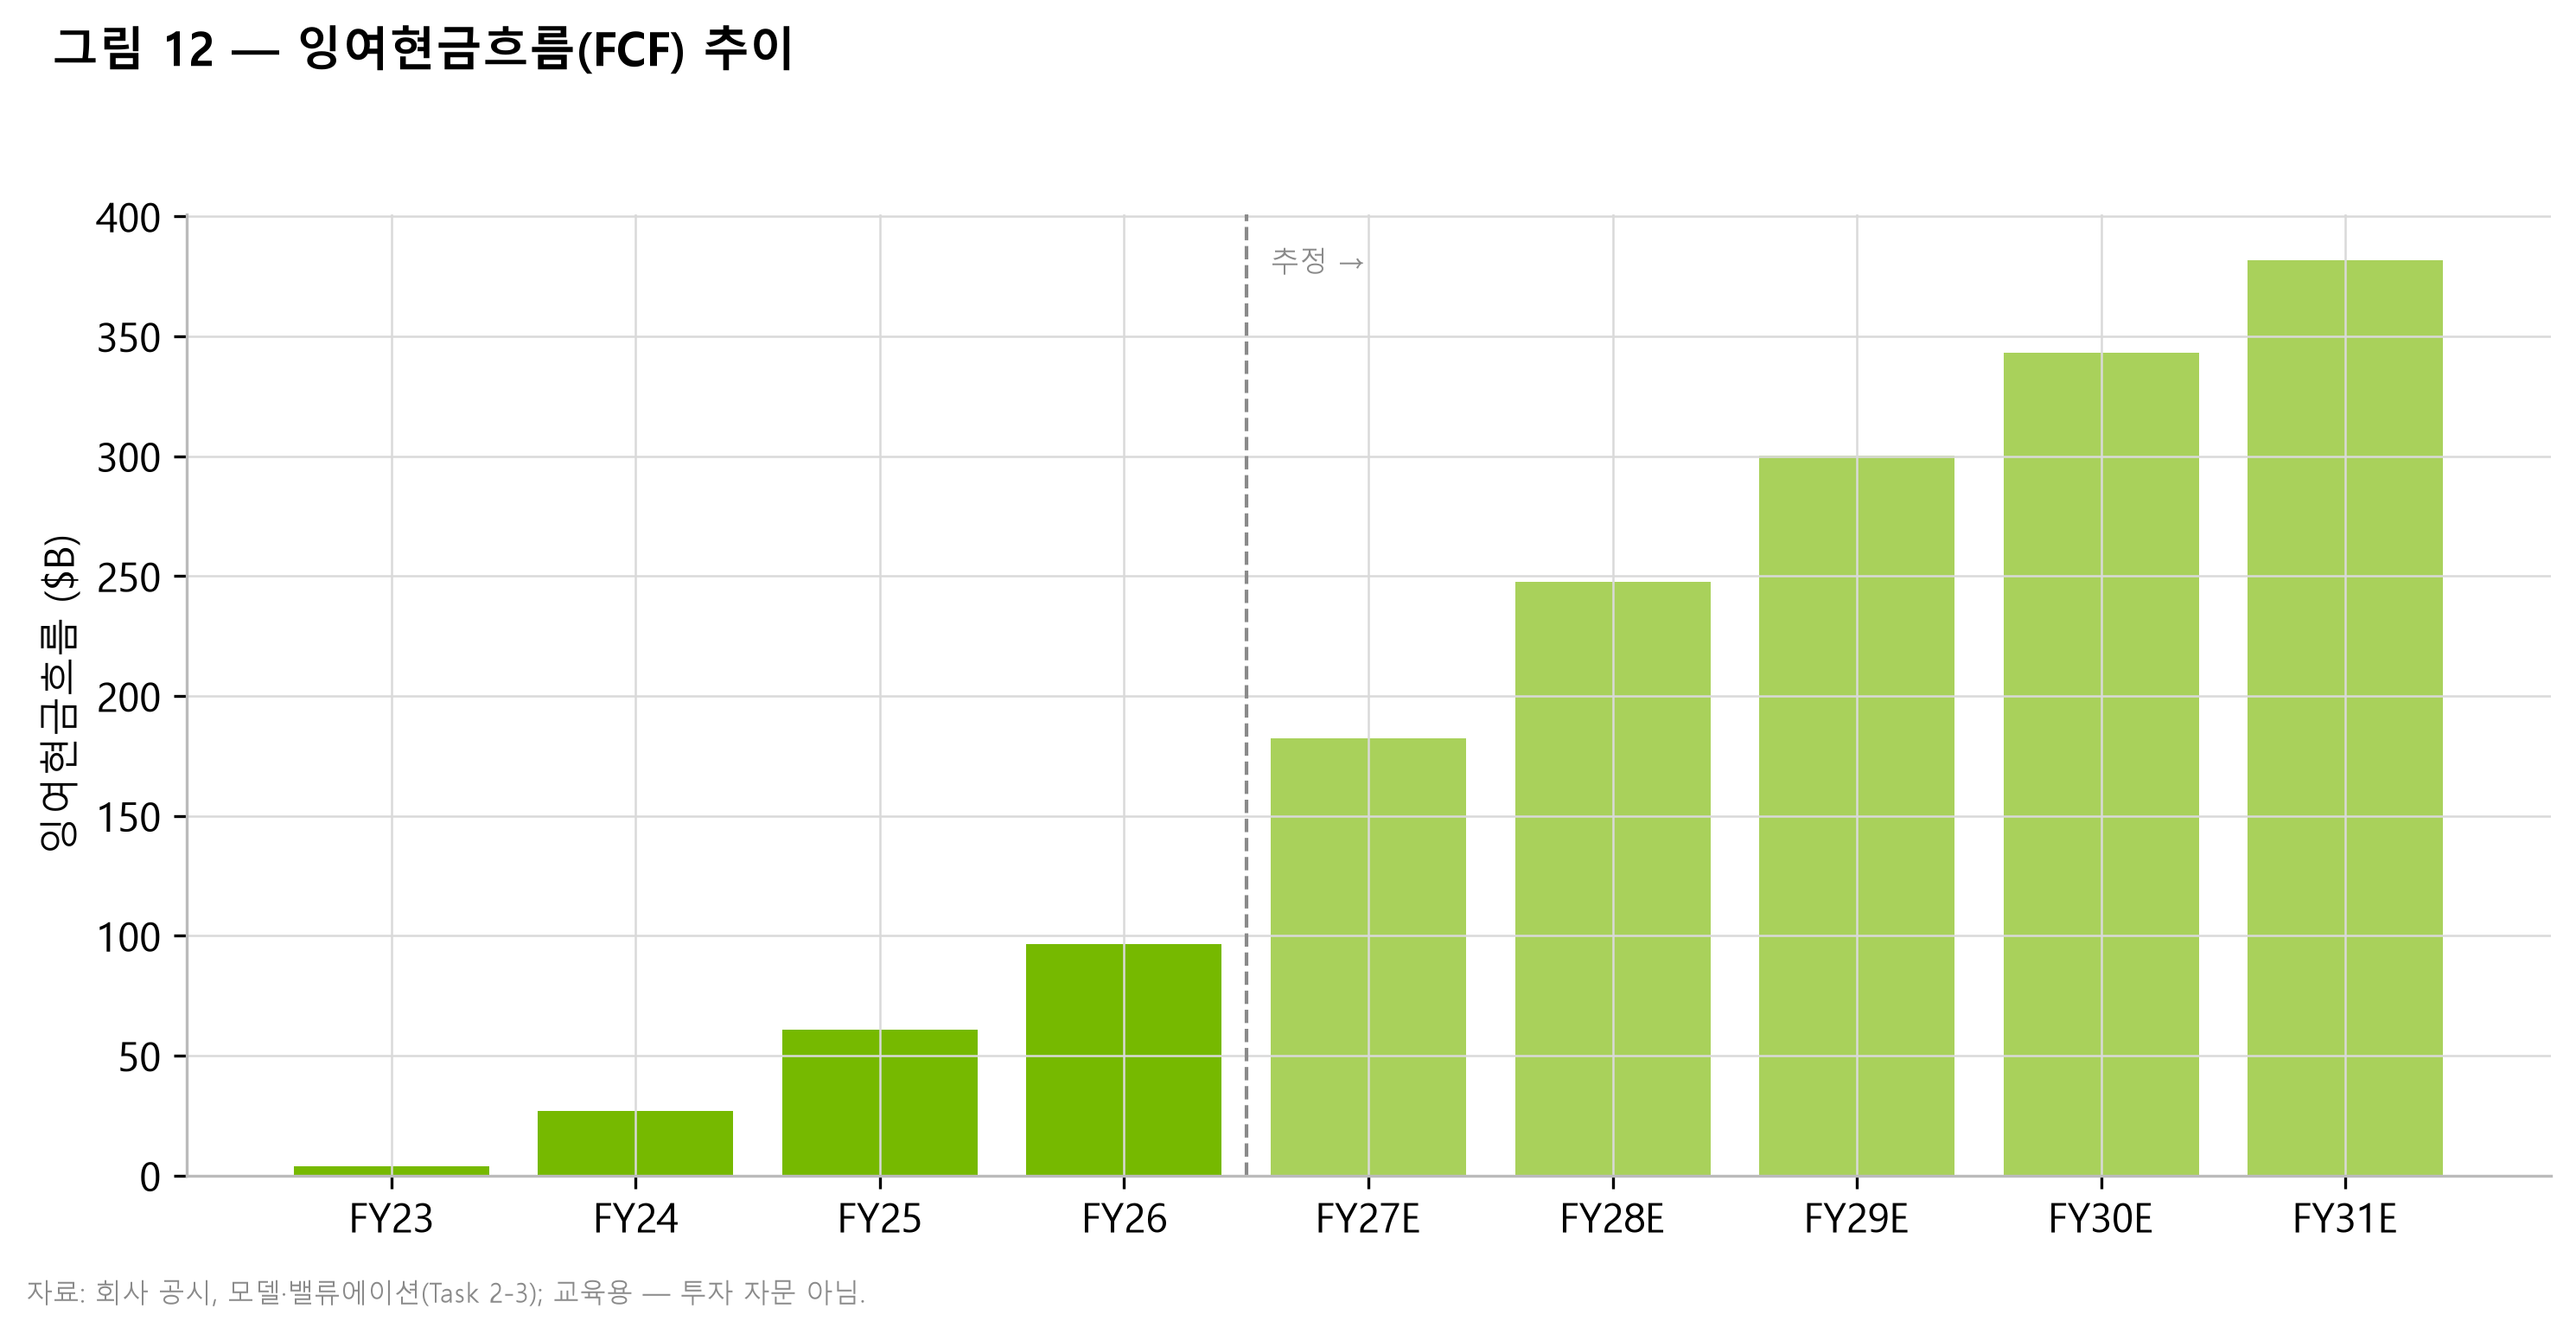 그림 12 — 잉여현금흐름(FCF) 추이
잉여현금흐름 ($B)
400
350
300
250
200
150
100
50
0
추정 →
FY23 FY24 FY25 FY26 FY27E FY28E FY29E FY30E FY31E
자료: 회사 공시, 모델·밸류에이션(Task 2-3); 교육용 — 투자 자문 아님.